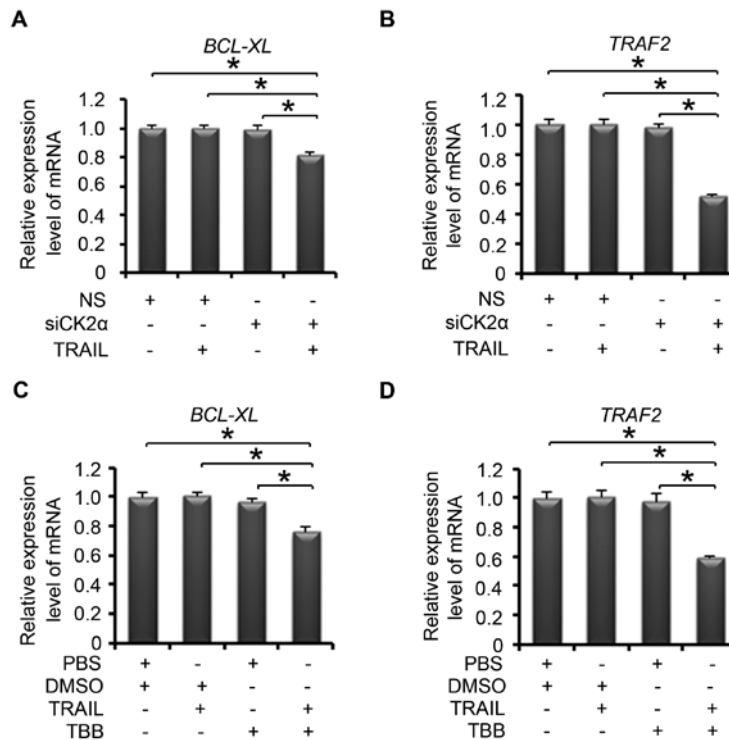 A
BCL-XL
*
*
*
Relative expression
level of mRNA
1.2
1.0
0.8
0.6
0.4
0.2
0
NS + + - -
siCK2α - - + +
TRAIL - + - +
B
TRAF2
*
*
*
Relative expression
level of mRNA
1.2
1.0
0.8
0.6
0.4
0.2
0
NS + + - -
siCK2α - - + +
TRAIL - + - +
C
BCL-XL
*
*
*
Relative expression
level of mRNA
1.2
1.0
0.8
0.6
0.4
0.2
0
PBS + - + -
DMSO + + - -
TRAIL - + - +
TBB - - + +
D
TRAF2
*
*
*
Relative expression
level of mRNA
1.2
1.0
0.8
0.6
0.4
0.2
0
PBS + - + -
DMSO + + - -
TRAIL - + - +
TBB - - + +